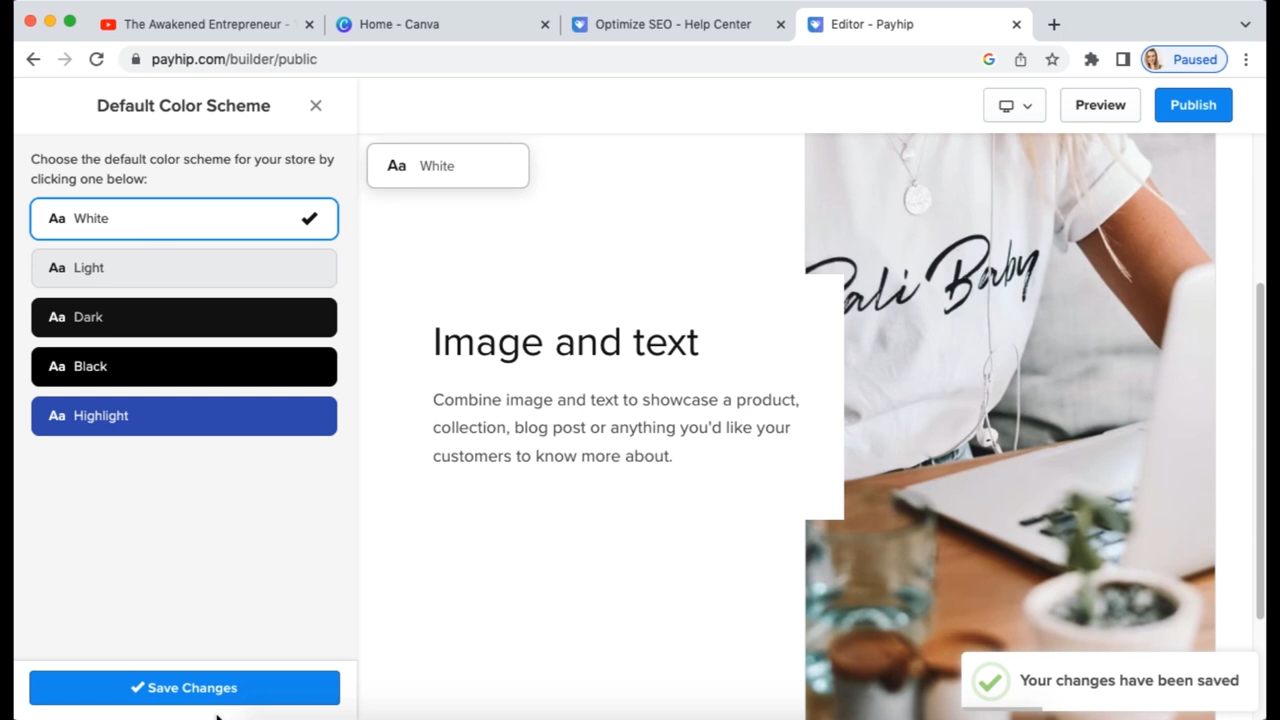 The Awakened Entrepreneur -
Home - Canva
Optimize SEO - Help Center
Editor - Payhip
payhip.com/builder/public
Paused
Default Color Scheme
Preview
Publish
Choose the default color scheme for your store by
clicking one below:
Aa White
Aa Light
Aa Dark
Aa Black
Aa Highlight
Save Changes
Aa White
Image and text
Combine image and text to showcase a product,
collection, blog post or anything you'd like your
customers to know more about.
Baby
Your changes have been saved